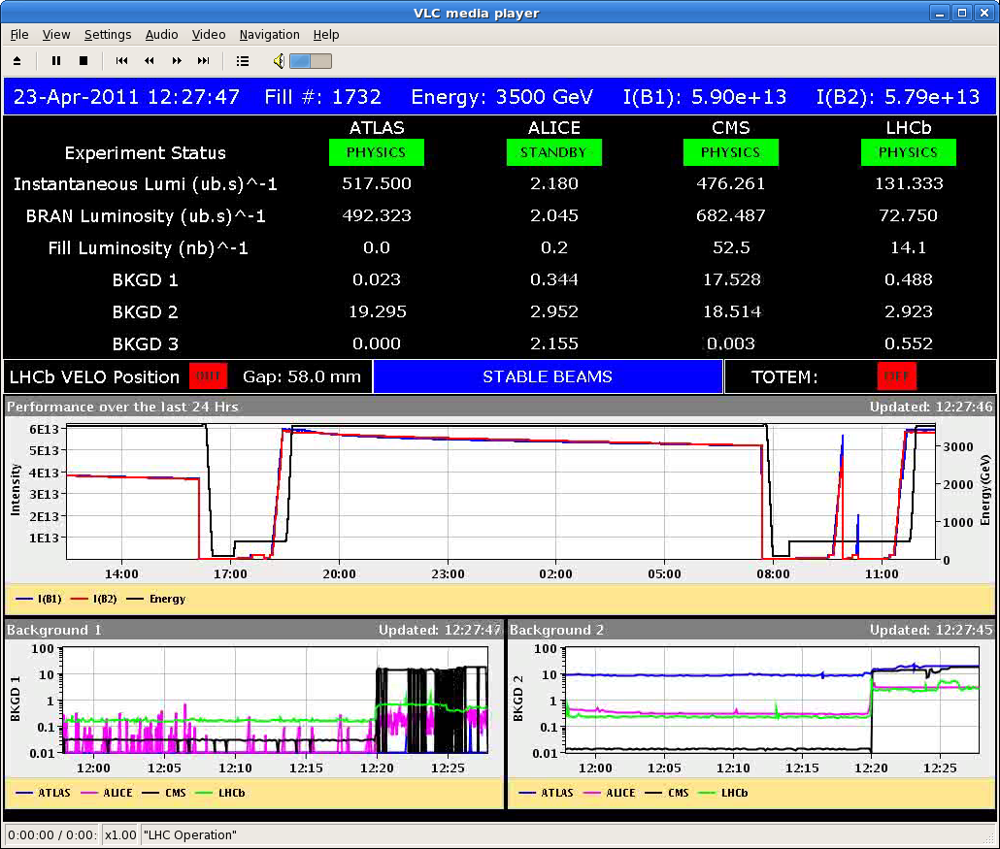 VLC media player
File View Settings Audio Video Navigation Help
23-Apr-2011 12:27:47 Fill #: 1732 Energy: 3500 GeV I(B1): 5.90e+13 I(B2): 5.79e+13
ATLAS ALICE CMS LHCb
Experiment Status PHYSICS STANDBY PHYSICS PHYSICS
Instantaneous Lumi (ub.s)^-1 517.500 2.180 476.261 131.333
BRAN Luminosity (ub.s)^-1 492.323 2.045 682.487 72.750
Fill Luminosity (nb)^-1 0.0 0.2 52.5 14.1
BKGD 1 0.023 0.344 17.528 0.488
BKGD 2 19.295 2.952 18.514 2.923
BKGD 3 0.000 2.155 0.003 0.552
LHCb VELO Position OUT Gap: 58.0 mm STABLE BEAMS TOTEM: OFF
Performance over the last 24 Hrs Updated: 12:27:46
Intensity
6E13
5E13
4E13
3E13
2E13
1E13
3000
2000
1000
0
Energy(GeV)
14:00 17:00 20:00 23:00 02:00 05:00 08:00 11:00
I(B1) I(B2) Energy
Background 1 Updated: 12:27:47
BKGD 1
100
10
1
0.1
0.01
12:00 12:05 12:10 12:15 12:20 12:25
ATLAS ALICE CMS LHCb
Background 2 Updated: 12:27:45
BKGD 2
100
10
1
0.1
0.01
12:00 12:05 12:10 12:15 12:20 12:25
ATLAS ALICE CMS LHCb
0:00:00 / 0:00: x1.00 "LHC Operation"